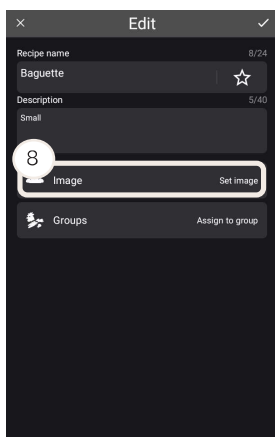 Edit
Recipe name 8/24
Baguette
Description 5/40
Small
8
Image Set image
Groups Assign to group